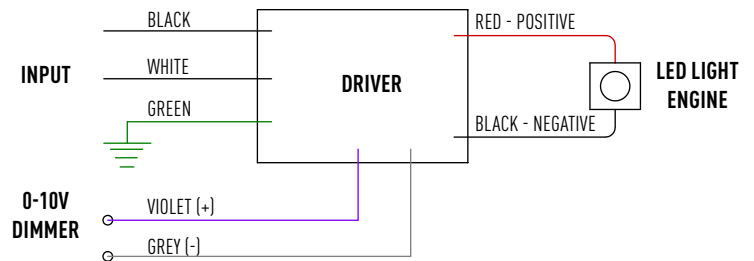 BLACK
RED - POSITIVE
INPUT
WHITE
DRIVER
LED LIGHT
ENGINE
GREEN
BLACK - NEGATIVE
0-10V
DIMMER
VIOLET (+)
GREY (-)